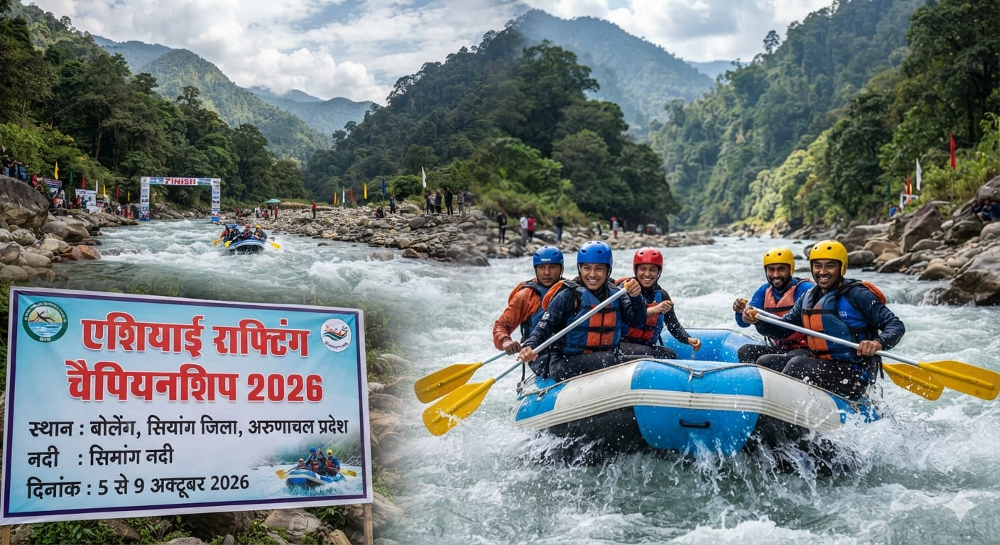 FINISH
एशियाई राफ्टिंग
चैंपियनशिप 2026
स्थान : बोलेंग, सियांग जिला, अरुणाचल प्रदेश
नदी : सिमांग नदी
दिनांक : 5 से 9 अक्टूबर 2026